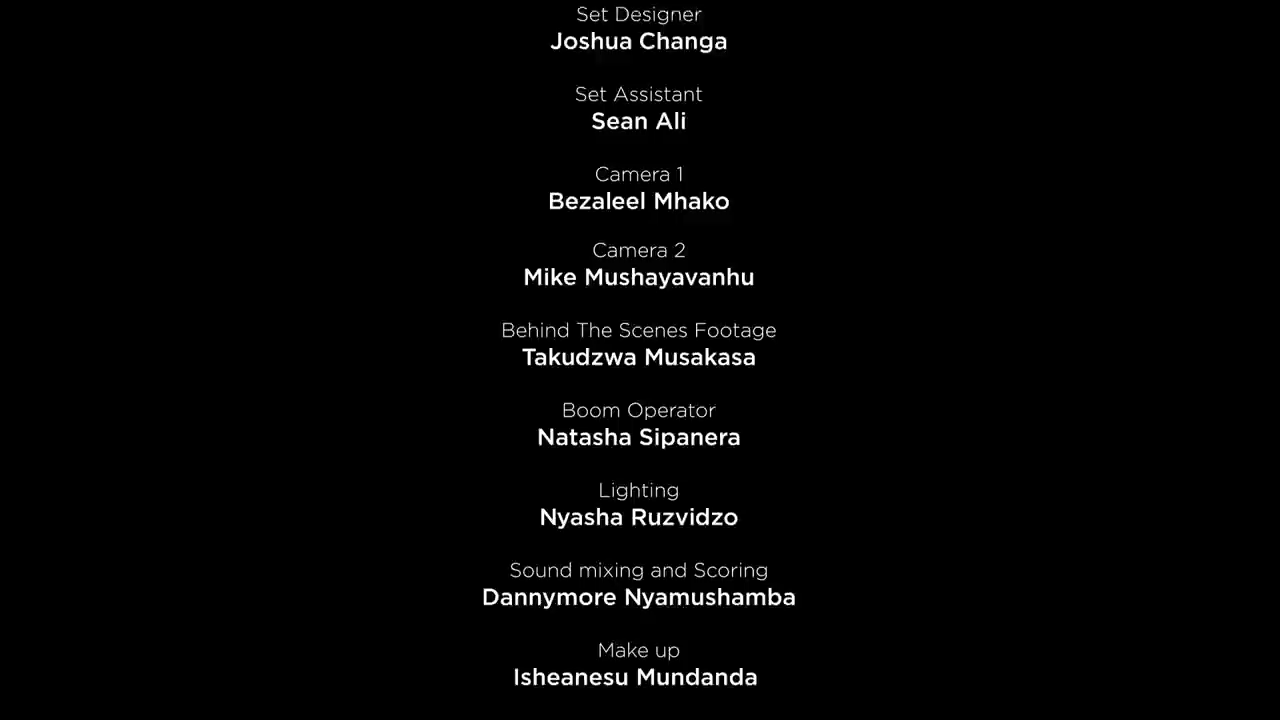 Set Designer
Joshua Changa
Set Assistant
Sean Ali
Camera 1
Bezaleel Mhako
Camera 2
Mike Mushayavanhu
Behind The Scenes Footage
Takudzwa Musakasa
Boom Operator
Natasha Sipanera
Lighting
Nyasha Ruzvidzo
Sound mixing and Scoring
Dannymore Nyamushamba
Make up
Isheanesu Mundanda